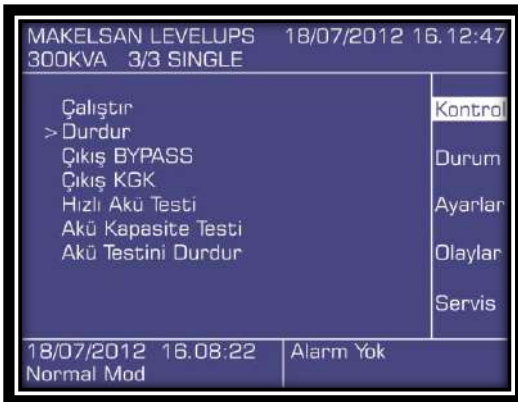 MAKELSAN LEVELUPS 18/07/2012 16.12:47
300KVA 3/3 SINGLE
Çalıştır
>Durdur
Çıkış BYPASS
Çıkış KGK
Hızlı Akü Testi
Akü Kapasite Testi
Akü Testini Durdur
Kontrol
Durum
Ayarlar
Olaylar
Servis
18/07/2012 16.08:22 Alarm Yok
Normal Mod